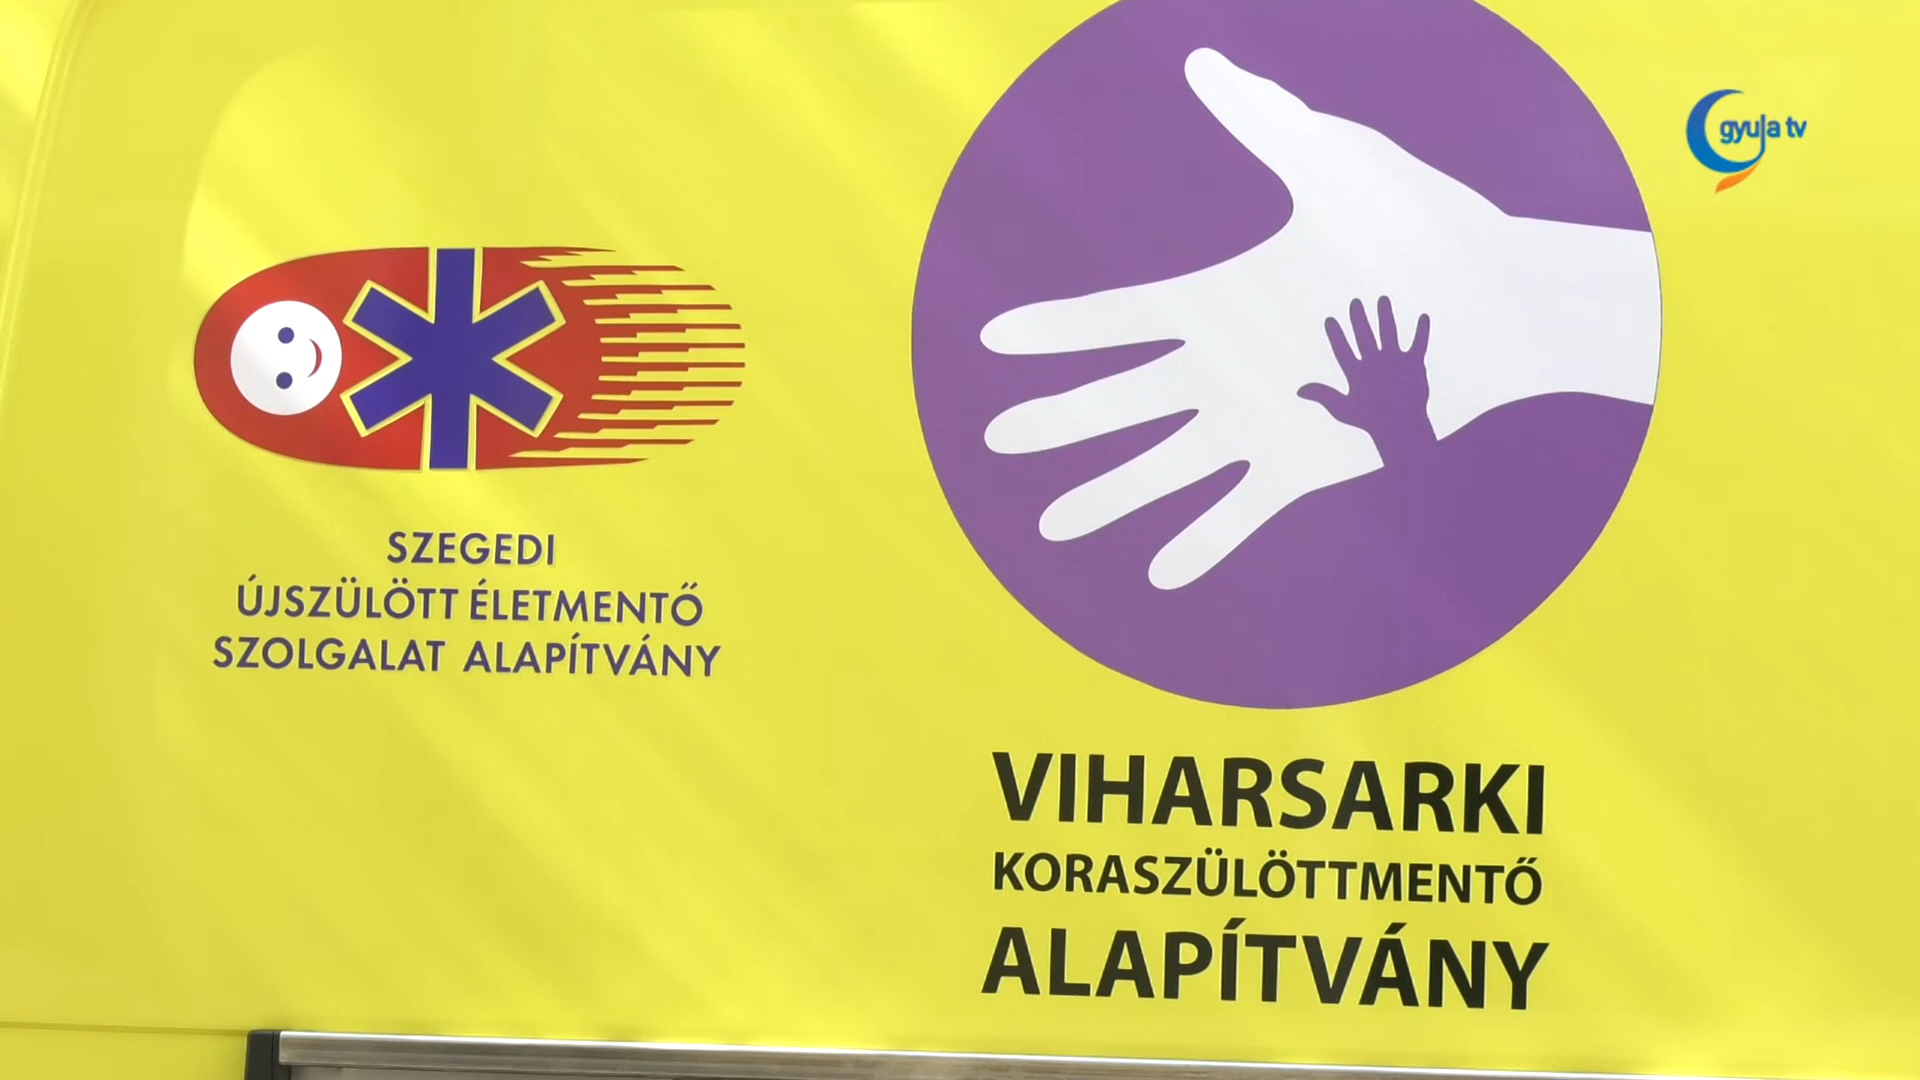 gyula tv
SZEGEDI
ÚJSZÜLÖTT ÉLETMENTŐ
SZOLGALAT ALAPÍTVÁNY
VIHARSARKI
KORASZÜLÖTTMENTŐ
ALAPÍTVÁNY